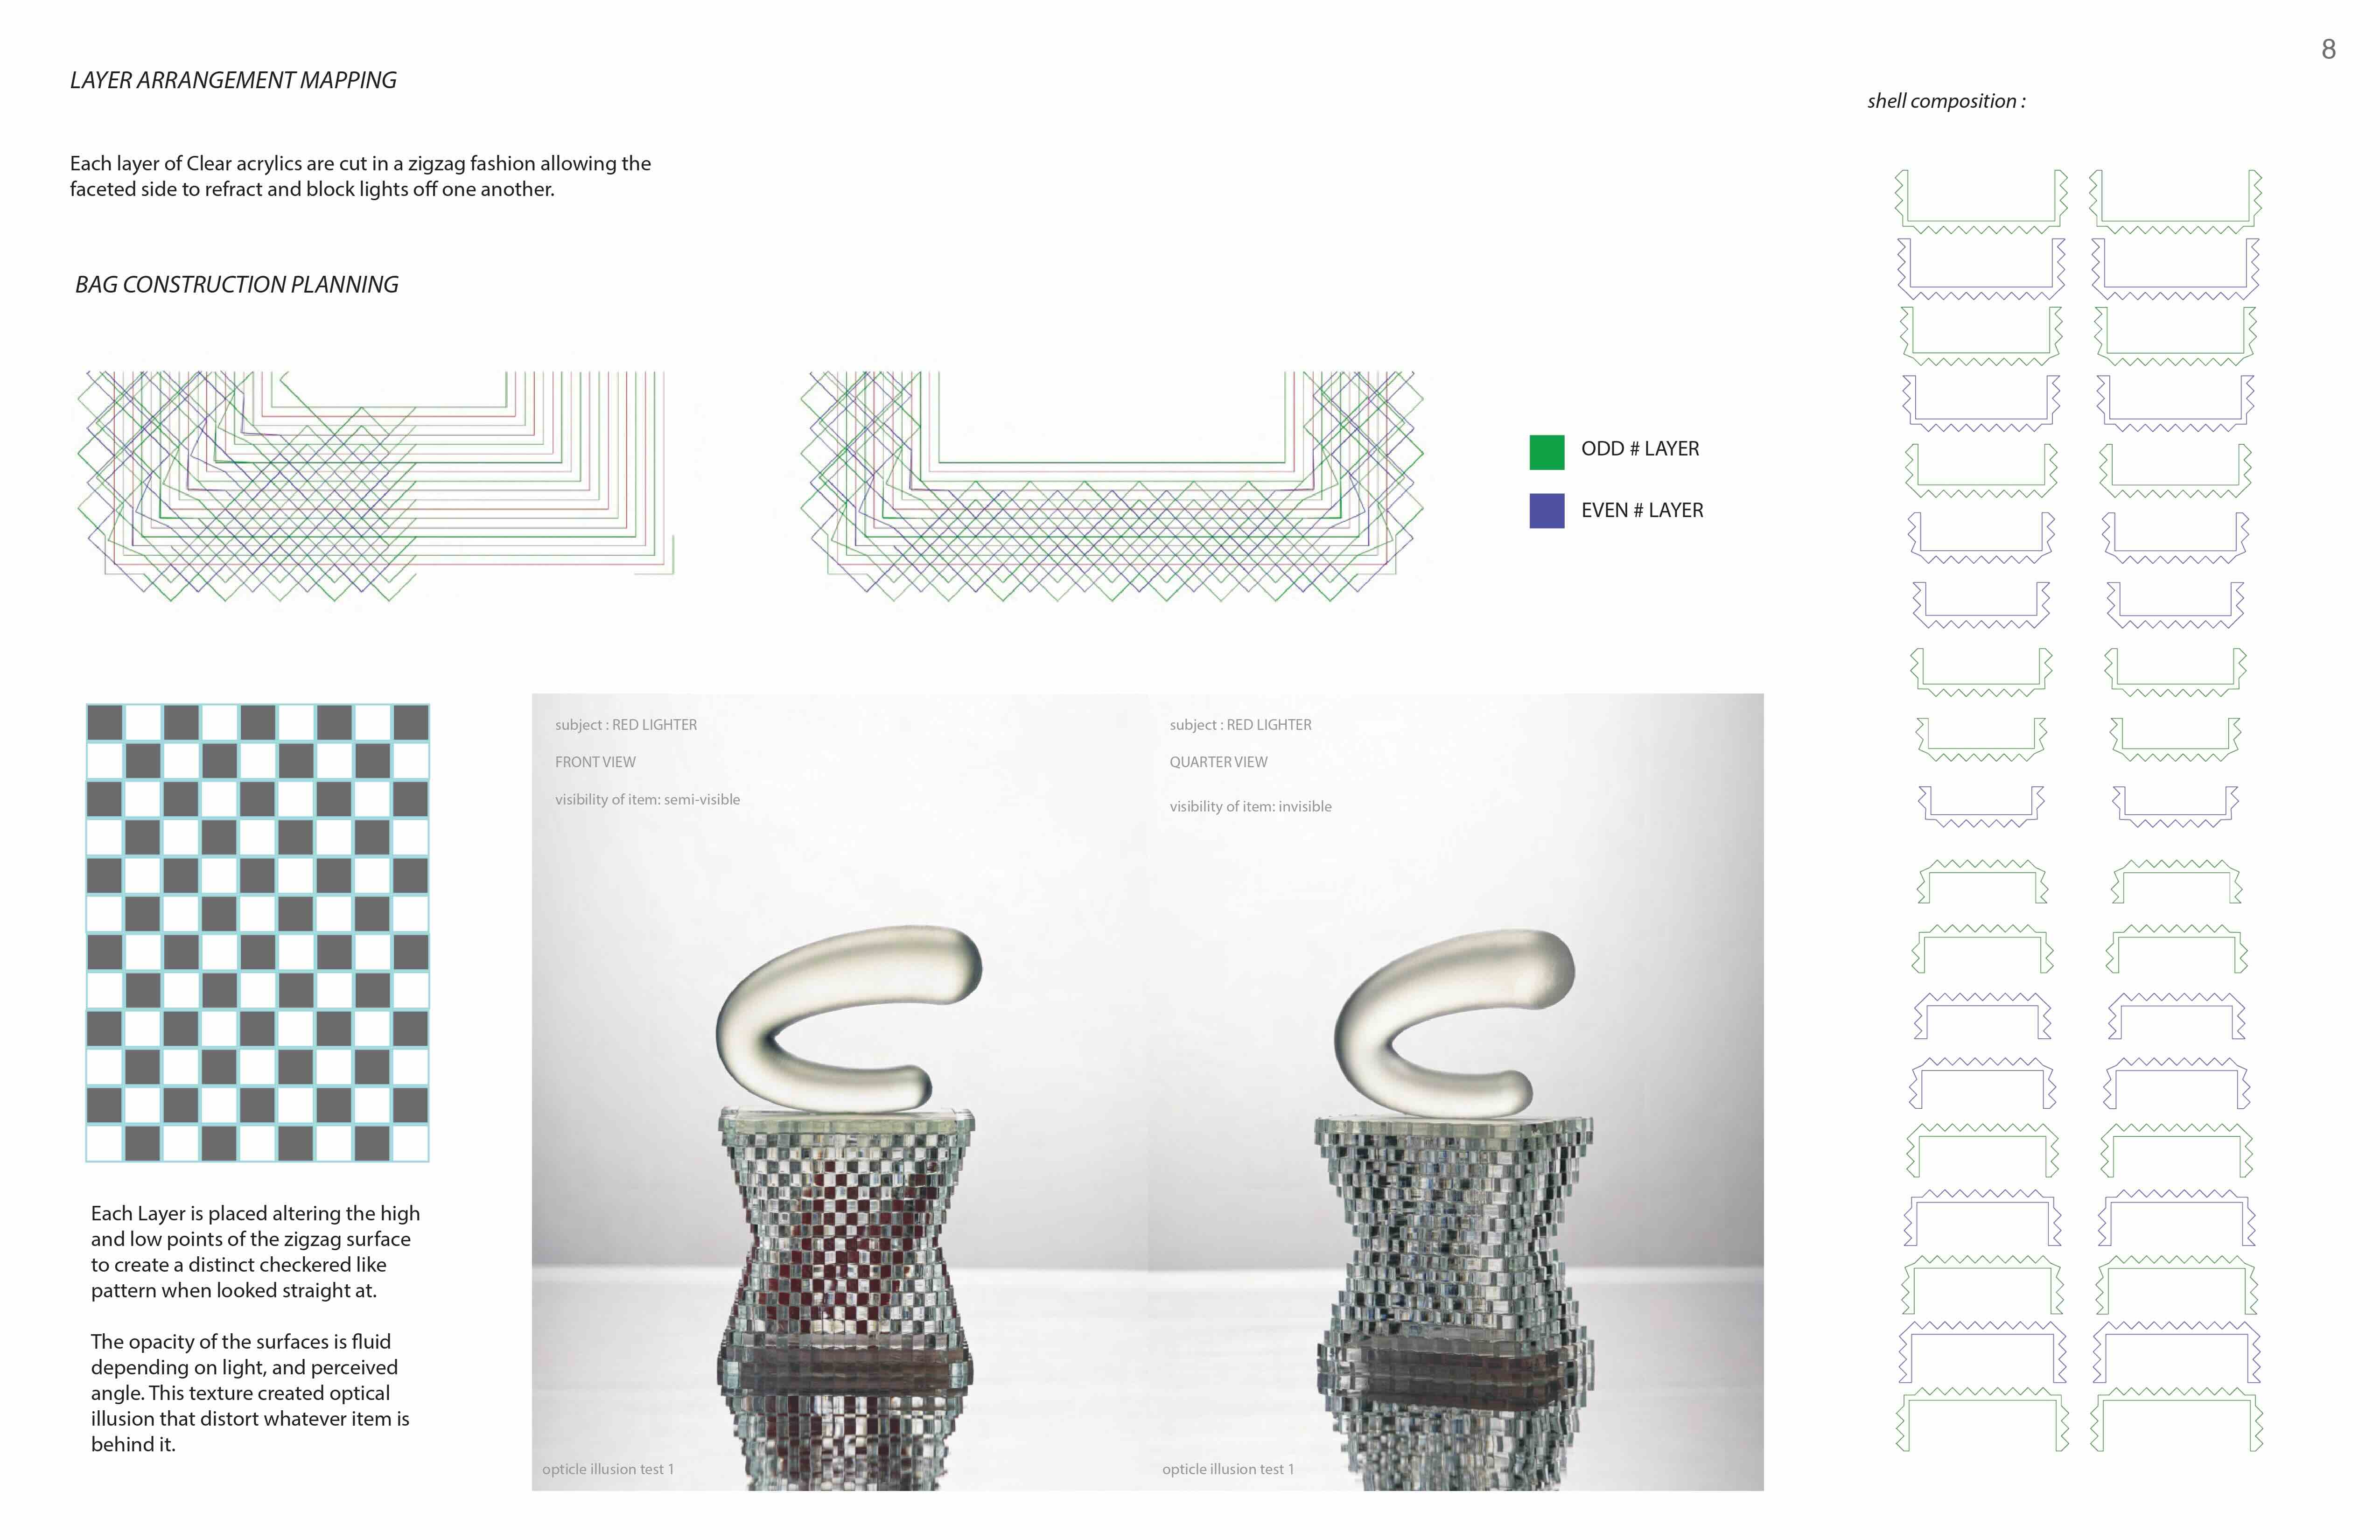 8
LAYER ARRANGEMENT MAPPING
shell composition :
Each layer of Clear acrylics are cut in a zigzag fashion allowing the
faceted side to refract and block lights off one another.
BAG CONSTRUCTION PLANNING
ODD # LAYER
EVEN # LAYER
subject : RED LIGHTER
FRONT VIEW
visibility of item: semi-visible
subject : RED LIGHTER
QUARTER VIEW
visibility of item: invisible
Each Layer is placed altering the high
and low points of the zigzag surface
to create a distinct checkered like
pattern when looked straight at.
The opacity of the surfaces is fluid
depending on light, and perceived
angle. This texture created optical
illusion that distort whatever item is
behind it.
opticle illusion test 1
opticle illusion test 1